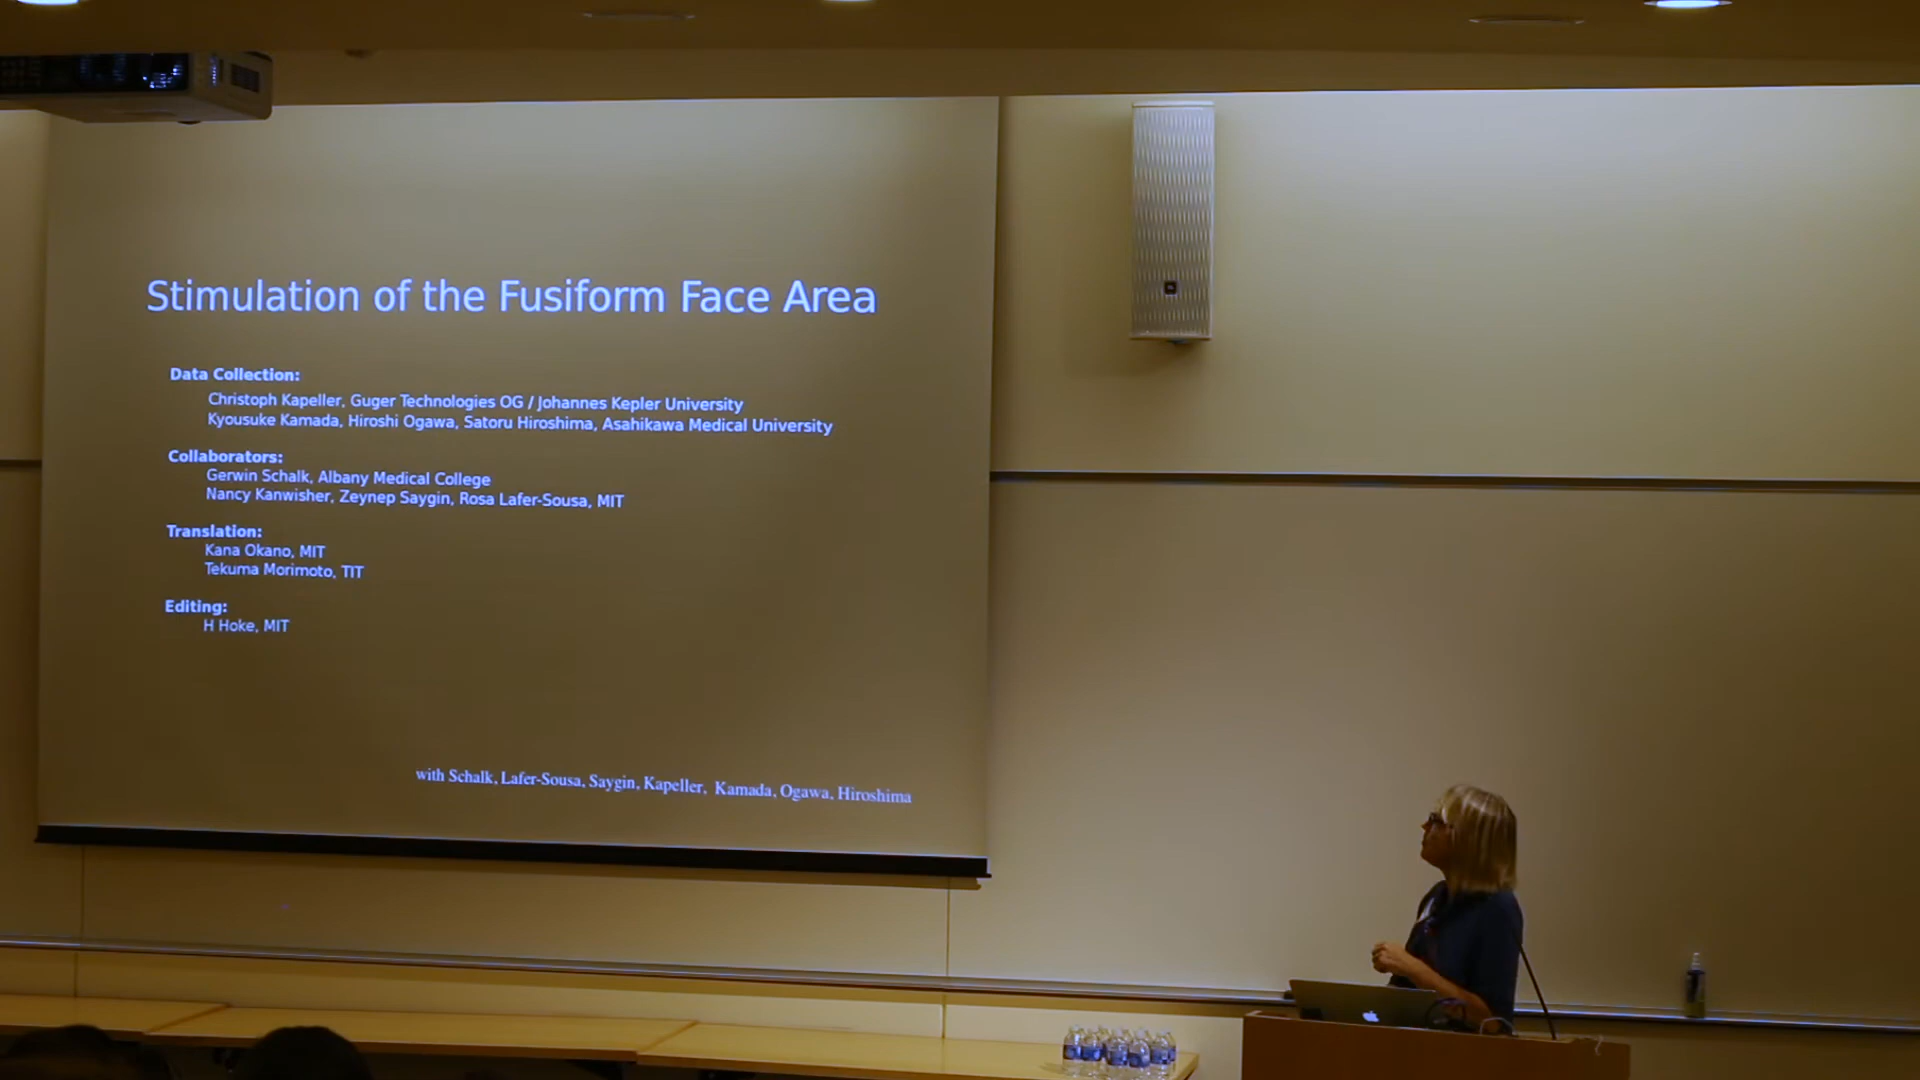 Stimulation of the Fusiform Face Area
Data Collection:
Christoph Kapeller, Guger Technologies OG / Johannes Kepler University
Kyousuke Kamada, Hiroshi Ogawa, Satoru Hiroshima, Asahikawa Medical University
Collaborators:
Gerwin Schalk, Albany Medical College
Nancy Kanwisher, Zeynep Saygin, Rosa Lafer-Sousa, MIT
Translation:
Kana Okano, MIT
Tekuma Morimoto, TIT
Editing:
H Hoke, MIT
with Schalk, Lafer-Sousa, Saygin, Kapeller, Kamada, Ogawa, Hiroshima